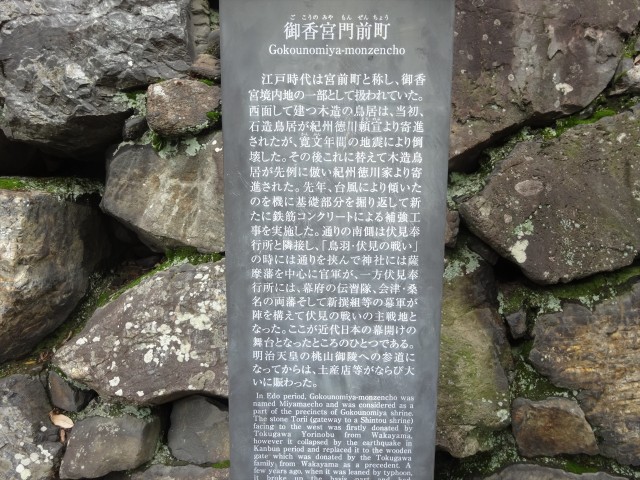 ごこうのみや もんぜんちょう
御香宮門前町
Gokounomiya-monzencho
江戸時代は宮前町と称し、御香
宮境内地の一部として扱われていた。
西面して建つ木造の鳥居は、当初、
石造鳥居が紀州徳川頼宣より寄進
されたが、寛文年間の地震により倒
壊した。その後これに替えて木造鳥
居が先例に倣い紀州徳川家より寄
進された。先年、台風により傾いた
のを機に基礎部分を掘り返して新
たに鉄筋コンクリートによる補強工
事を実施した。通りの南側は伏見奉
行所と隣接し、「鳥羽・伏見の戦い」
の時には通りを挟んで神社には薩
摩藩を中心に官軍が、一方伏見奉
行所には、幕府の伝習隊、会津・桑
名の両藩そして新撰組等の幕軍が
陣を構えて伏見の戦いの主戦地と
なった。ここが近代日本の幕開けの
舞台となったところのひとつである。
明治天皇の桃山御陵への参道に
なってからは、土産店等がならび大
いに賑わった。
In Edo period, Gokounomiya-monzencho was
named Miyamaecho and was considered as a
part of the precincts of Gokounomiya shrine.
The stone Torii (gateway to a Shintou shrine)
facing to the west was firstly donated by
Tokugawa Yorinobu from Wakayama,
however it collapsed by the earthquake in
Kanbun period and replaced it to the wooden
gate which was donated by the Tokugawa
family from Wakayama as a precedent. A
few years ago, when it was leaned by typhoon,
it broke up the basis part and had